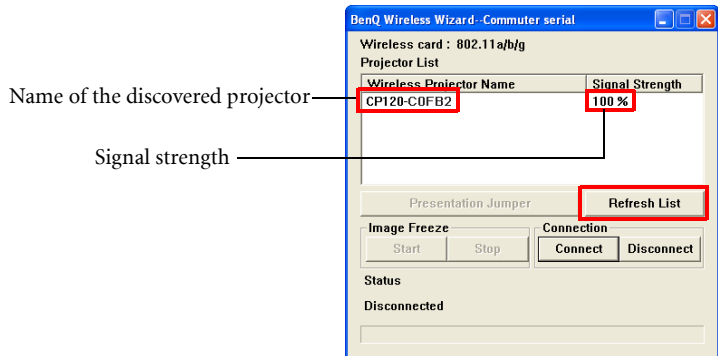 BenQ Wireless Wizard--Commuter serial
Wireless card : 802.11a/b/g
Projector List
Wireless Projector Name Signal Strength
Name of the discovered projector
CP120-C0FB2 100 %
Signal strength
Presentation Jumper Refresh List
Image Freeze Connection
Start Stop Connect Disconnect
Status
Disconnected